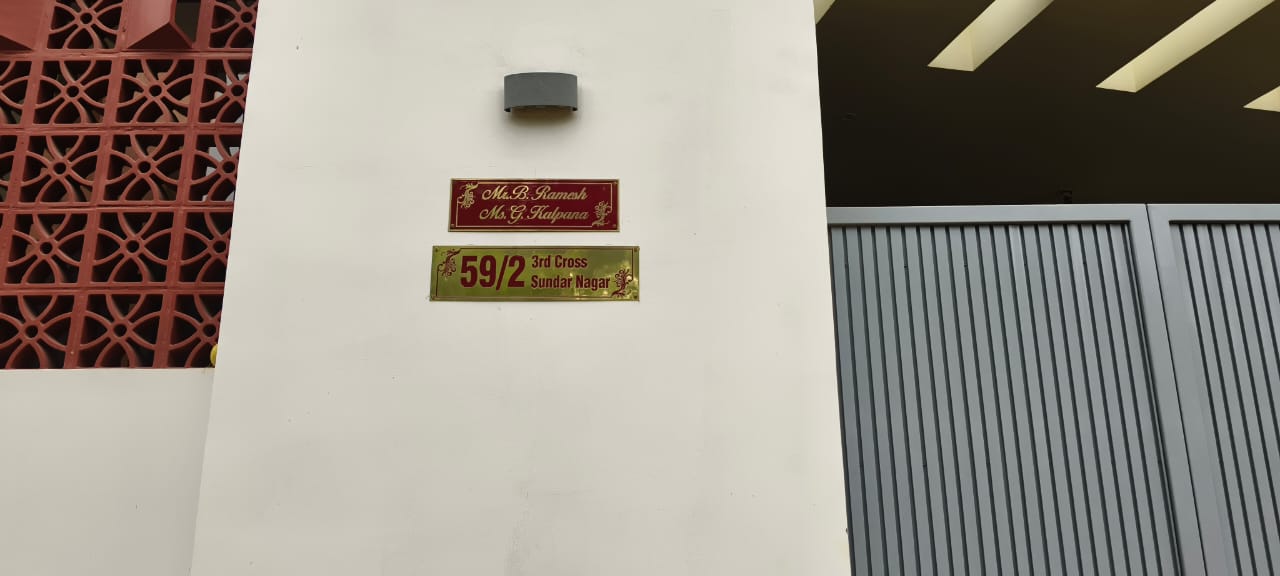 Mr. B. Ramesh
Ms. G. Kalpana
59/2 3rd Cross
Sundar Nagar